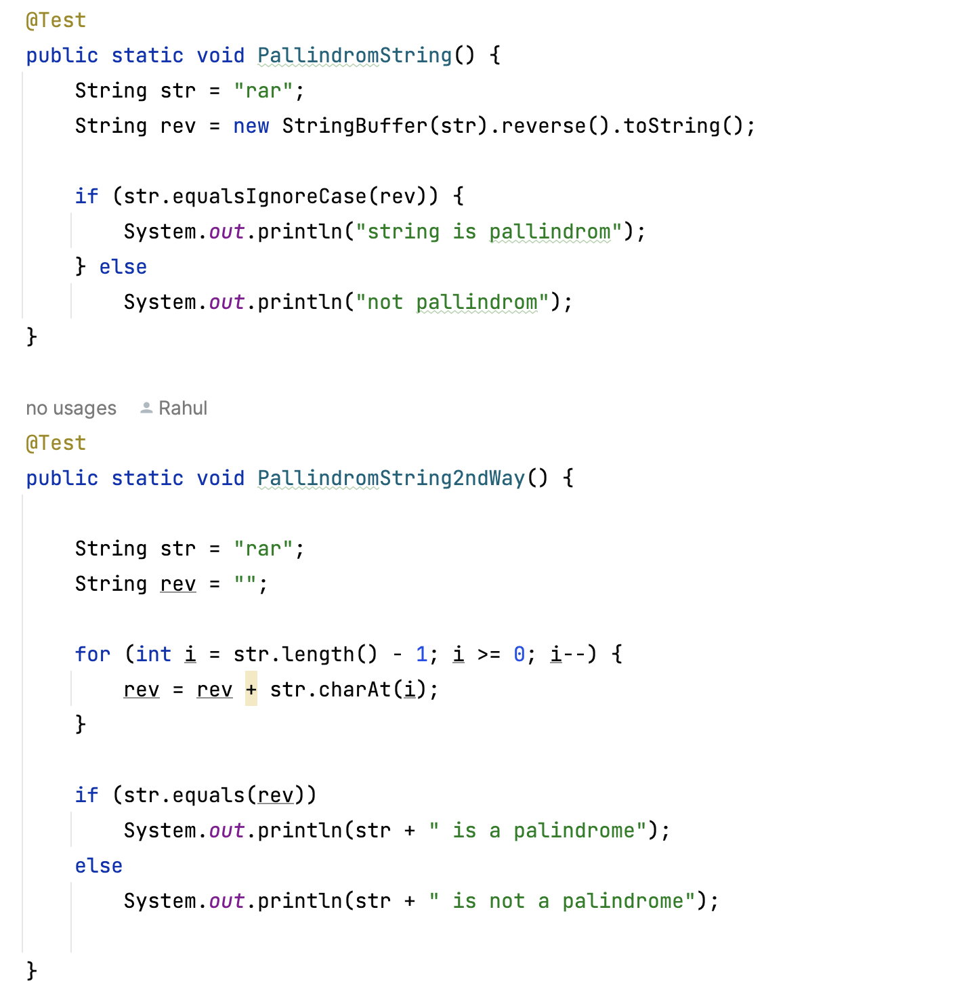 @Test
public static void PallindromString() {
String str = "rar";
String rev = new StringBuffer(str).reverse().toString();
if (str.equalsIgnoreCase(rev)) {
System.out.println("string is pallindrom");
} else
System.out.println("not pallindrom");
}
no usages Rahul
@Test
public static void PallindromString2ndWay() {
String str = "rar";
String rev = "";
for (int i = str.length() - 1; i >= 0; i--) {
rev = rev + str.charAt(i);
}
if (str.equals(rev))
System.out.println(str + " is a palindrome");
else
System.out.println(str + " is not a palindrome");
}